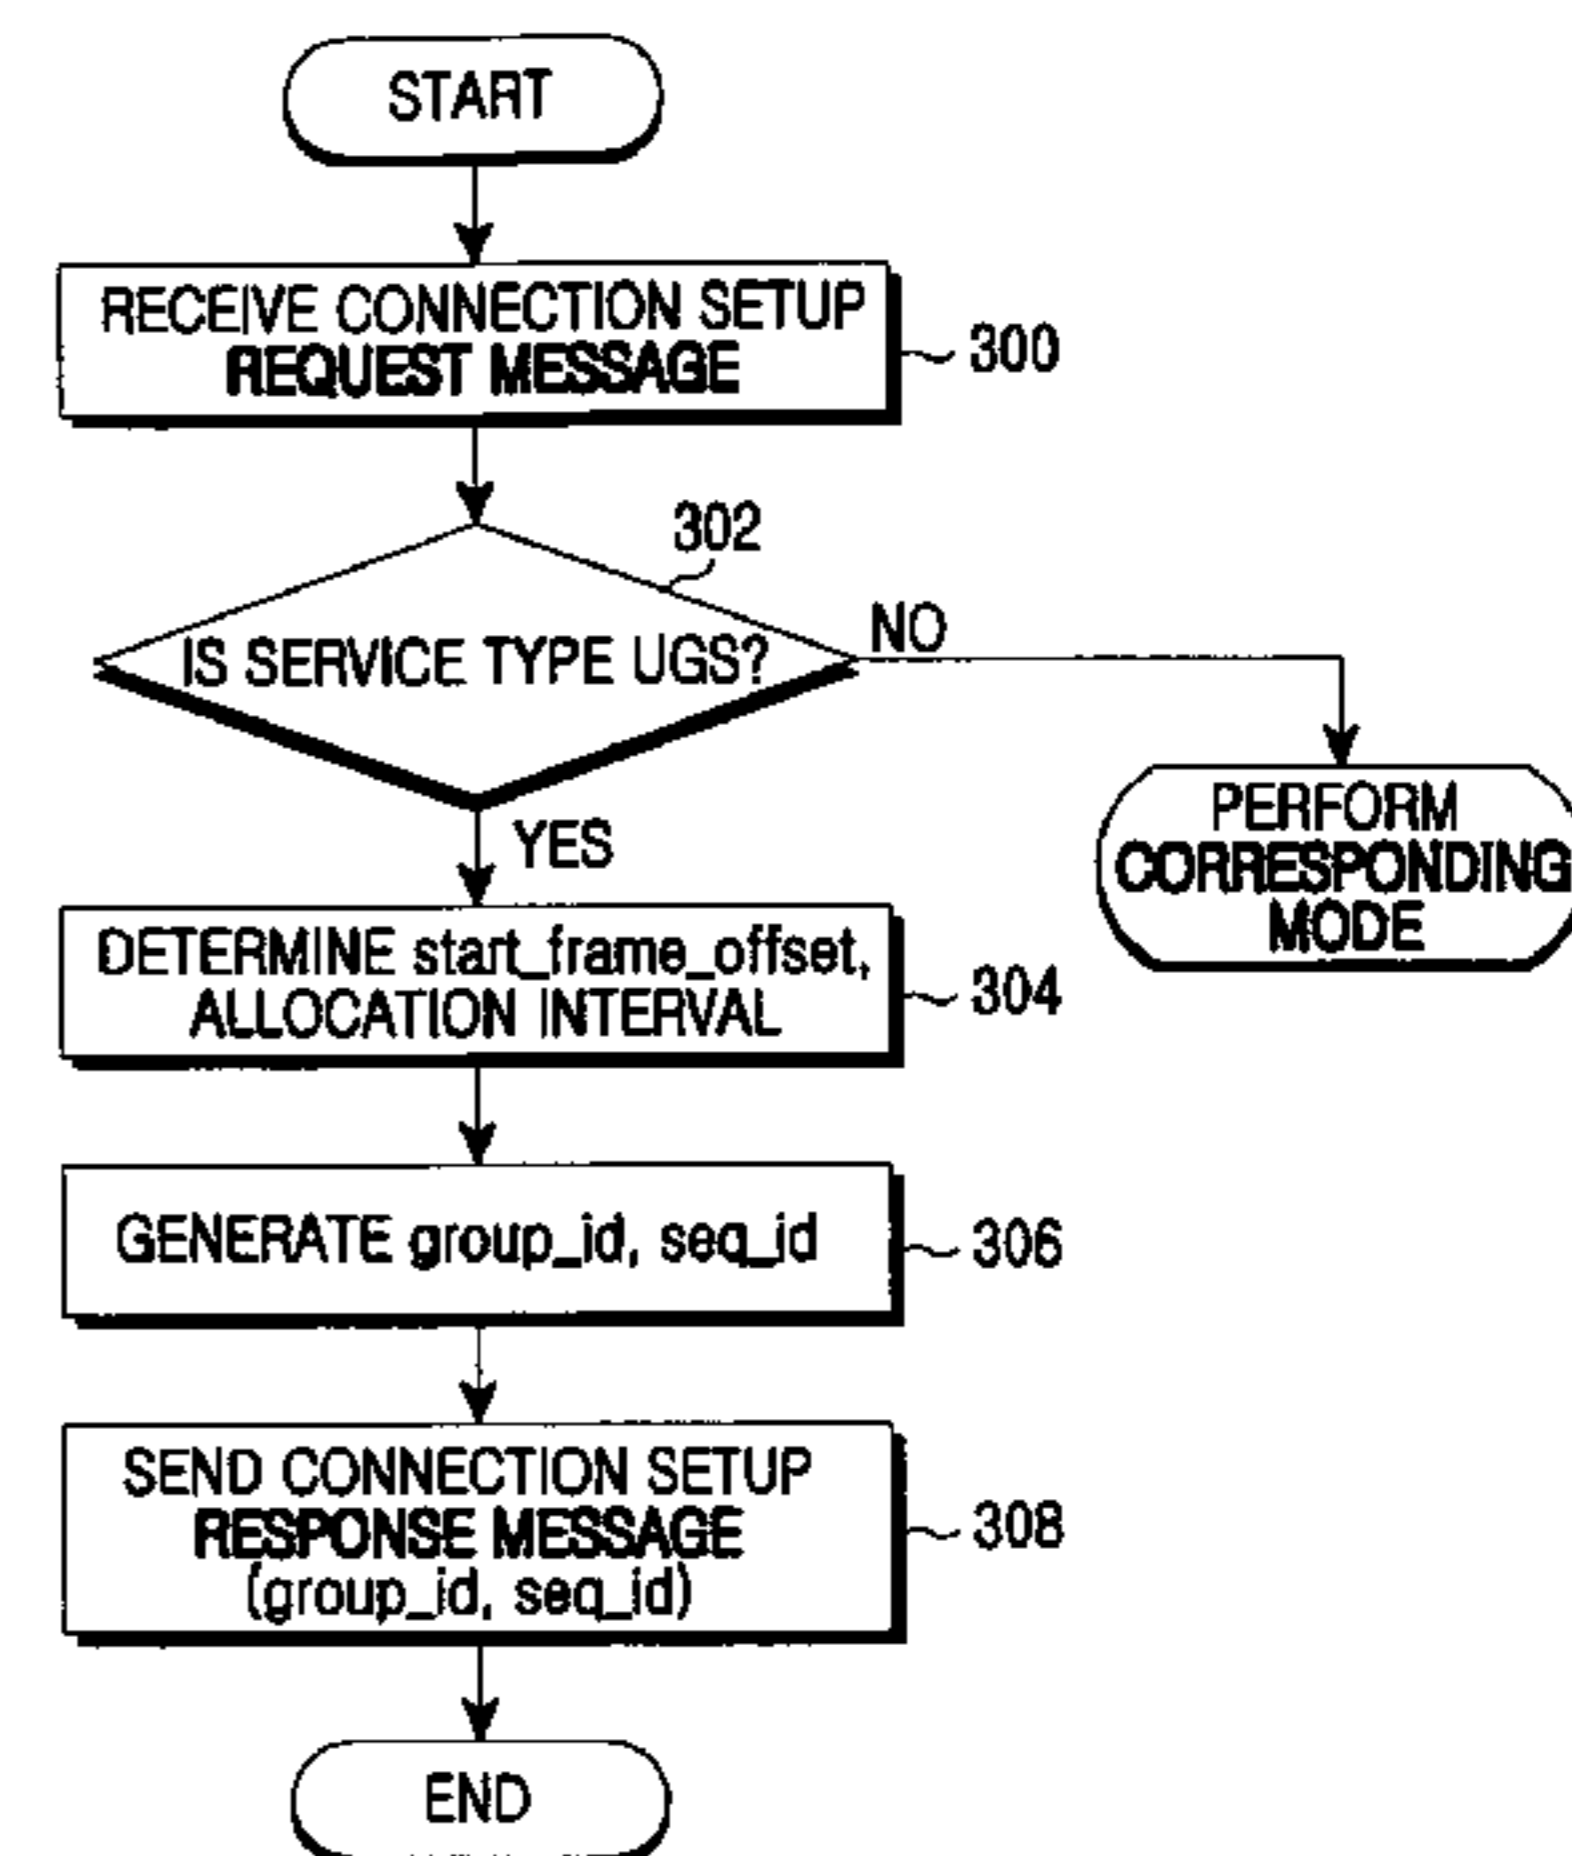 START
RECEIVE CONNECTION SETUP
REQUEST MESSAGE
300
302
IS SERVICE TYPE UGS?
NO
PERFORM
CORRESPONDING
MODE
YES
DETERMINE start_frame_offset,
ALLOCATION INTERVAL
304
GENERATE group_id, seq_id
306
SEND CONNECTION SETUP
RESPONSE MESSAGE
(group_id, seq_id)
308
END